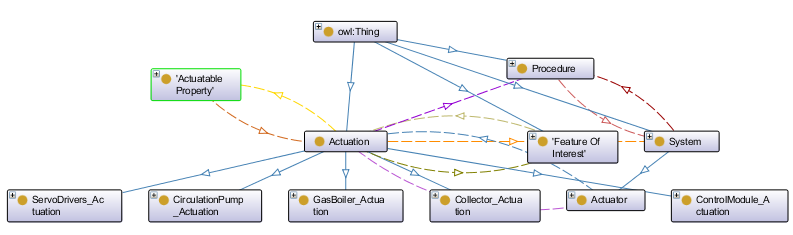 owl:Thing
Procedure
'Actuatable
Property'
Actuation
'Feature Of
Interest'
System
ServoDrivers_Ac
tuation
CirculationPump
_Actuation
GasBoiler_Actua
tion
Collector_Actua
tion
Actuator
ControlModule_A
ctuation